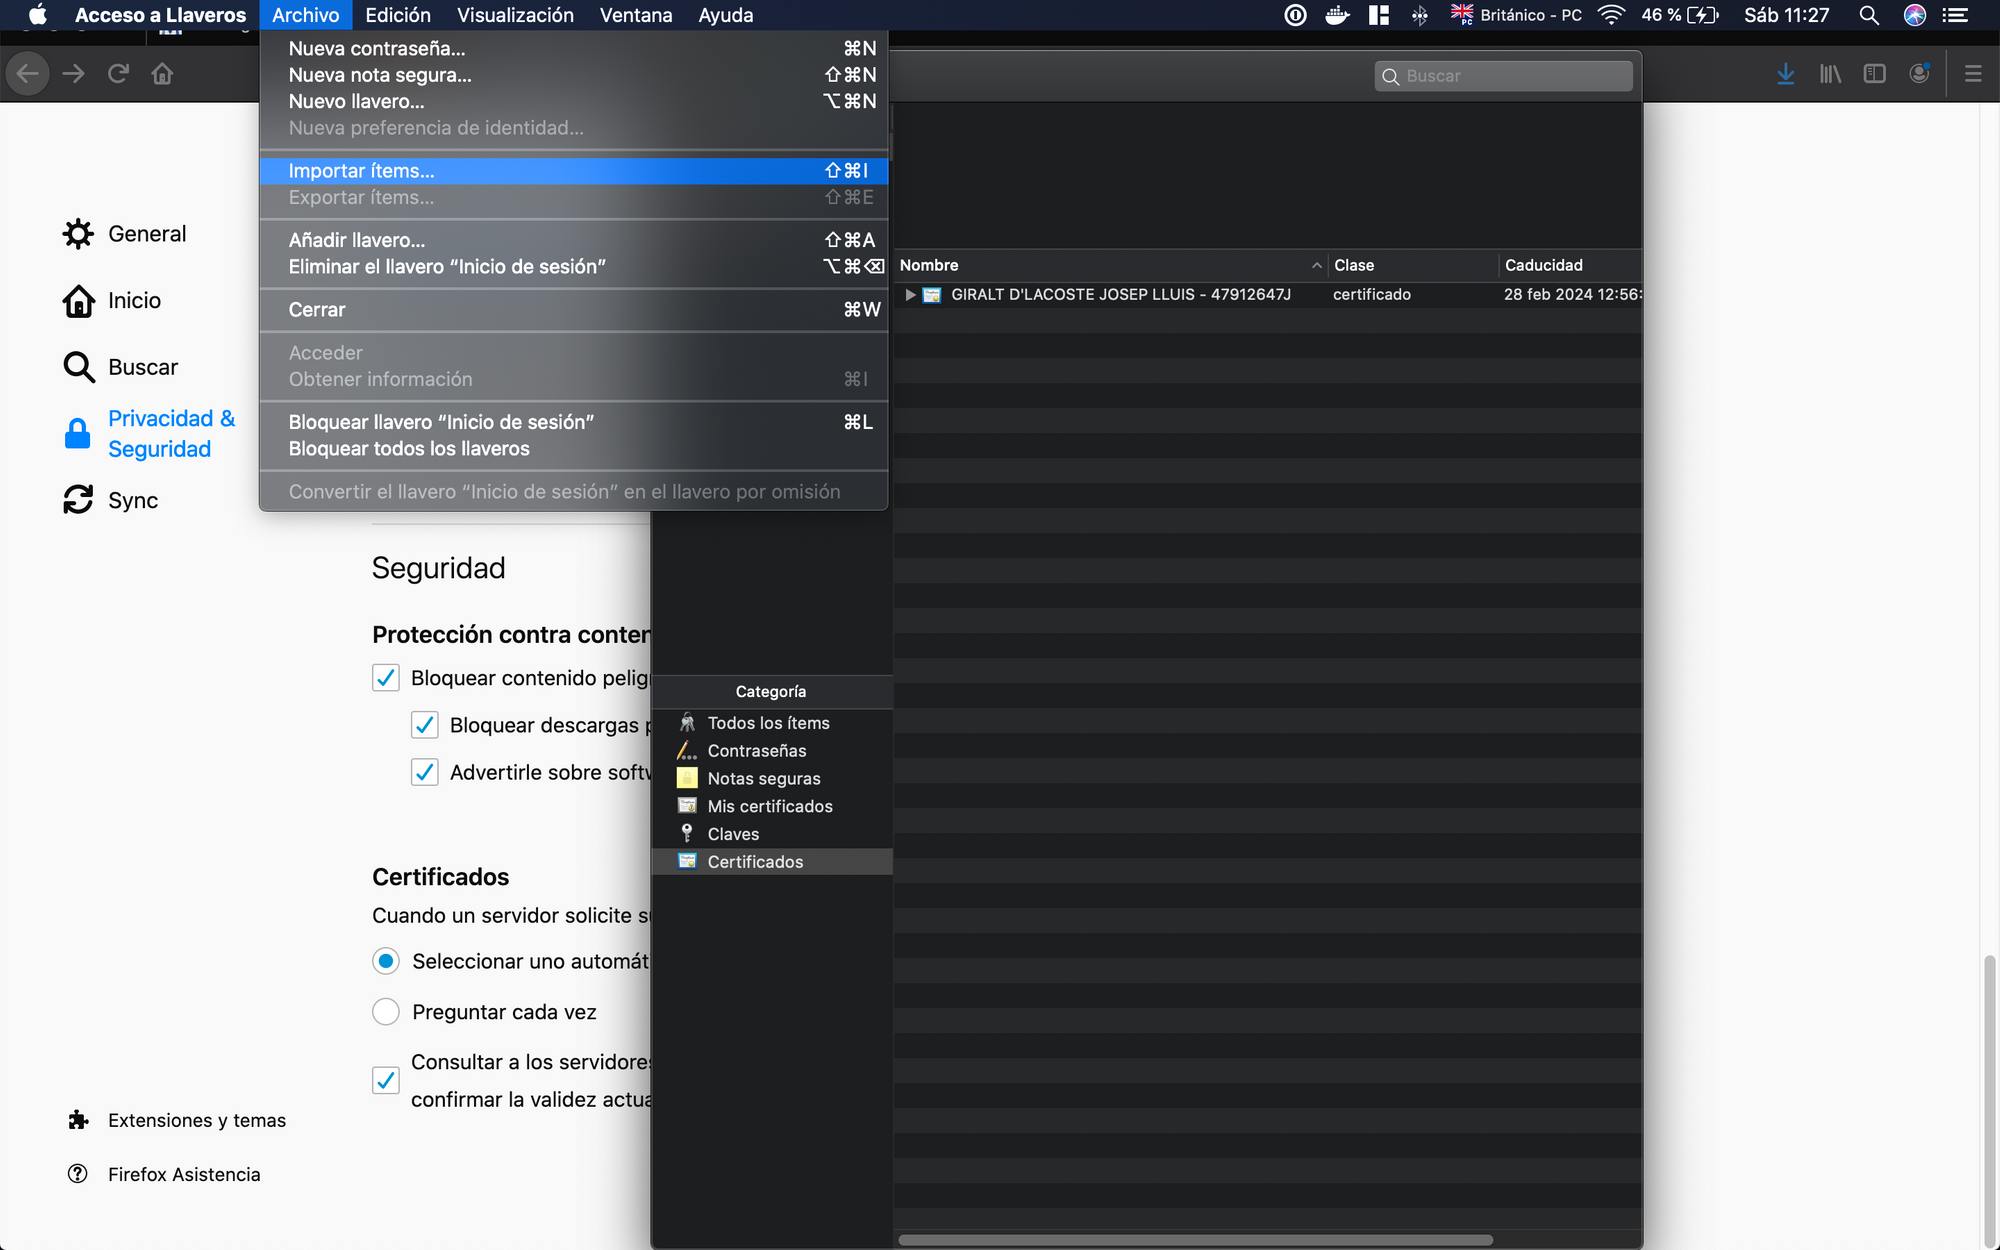 Acceso a Llaveros Archivo Edición Visualización Ventana Ayuda Británico - PC 46 % Sáb 11:27
Nueva contraseña... ⌘N
Nueva nota segura... ⇧⌘N
Nuevo llavero... ⌥⌘N
Nueva preferencia de identidad...
Importar ítems... ⇧⌘I
Exportar ítems... ⇧⌘E
Añadir llavero... ⇧⌘A
Eliminar el llavero “Inicio de sesión” ⌥⌘⌫
Cerrar ⌘W
Acceder
Obtener información ⌘I
Bloquear llavero “Inicio de sesión” ⌘L
Bloquear todos los llaveros
Convertir el llavero “Inicio de sesión” en el llavero por omisión
Buscar
Nombre Clase Caducidad
GIRALT D'LACOSTE JOSEP LLUIS - 47912647J certificado 28 feb 2024 12:56:
Categoría
Todos los ítems
Contraseñas
Notas seguras
Mis certificados
Claves
Certificados
General
Inicio
Buscar
Privacidad &
Seguridad
Sync
Extensiones y temas
Firefox Asistencia
Seguridad
Protección contra conten
Bloquear contenido pelig
Bloquear descargas p
Advertirle sobre softw
Certificados
Cuando un servidor solicite su
Seleccionar uno automát
Preguntar cada vez
Consultar a los servidores
confirmar la validez actua